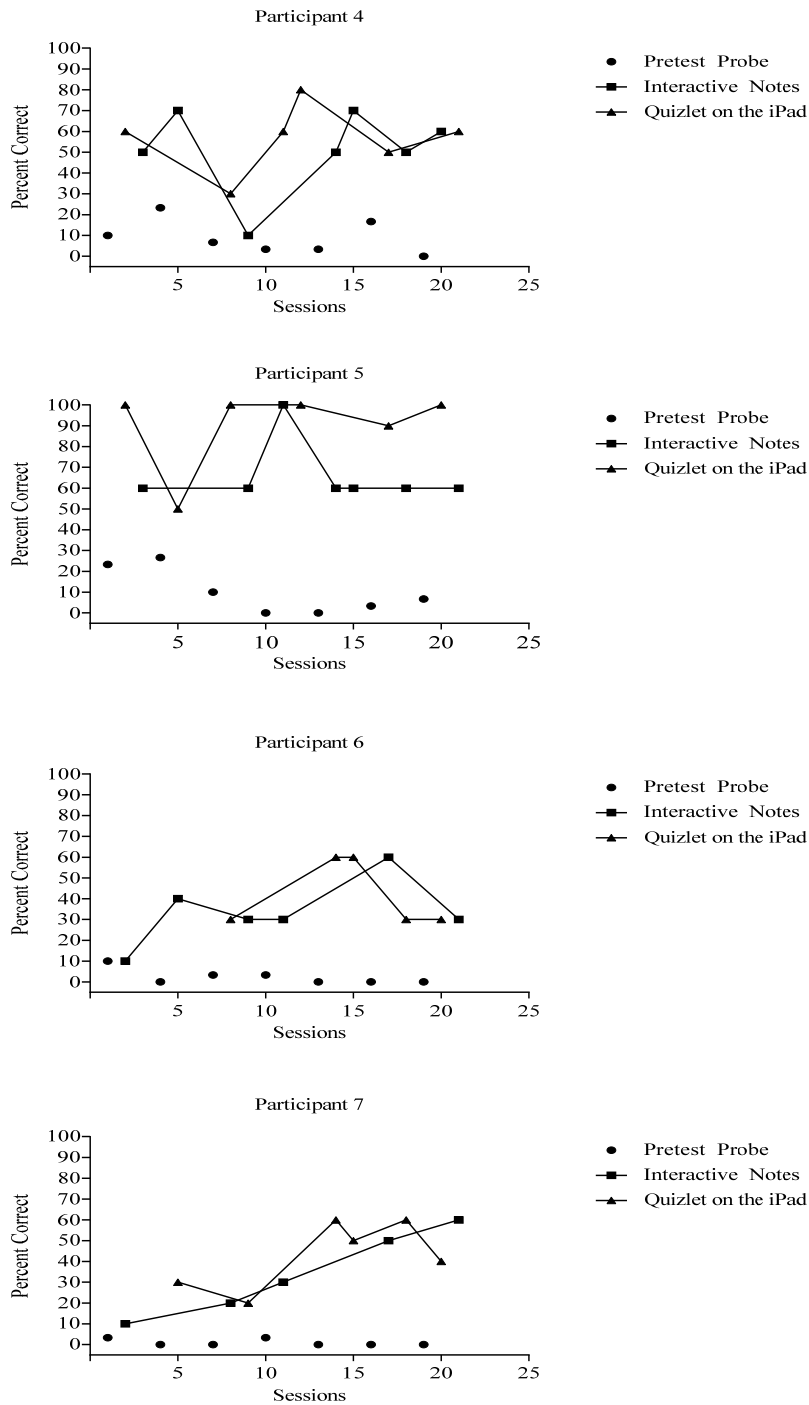 Participant 4
100
90
80
70
60
50
40
30
20
10
0
Percent Correct
5 10 15 20 25
Sessions
Pretest Probe
Interactive Notes
Quizlet on the iPad
Participant 5
100
90
80
70
60
50
40
30
20
10
0
Percent Correct
5 10 15 20 25
Sessions
Pretest Probe
Interactive Notes
Quizlet on the iPad
Participant 6
100
90
80
70
60
50
40
30
20
10
0
Percent Correct
5 10 15 20 25
Sessions
Pretest Probe
Interactive Notes
Quizlet on the iPad
Participant 7
100
90
80
70
60
50
40
30
20
10
0
Percent Correct
5 10 15 20 25
Sessions
Pretest Probe
Interactive Notes
Quizlet on the iPad